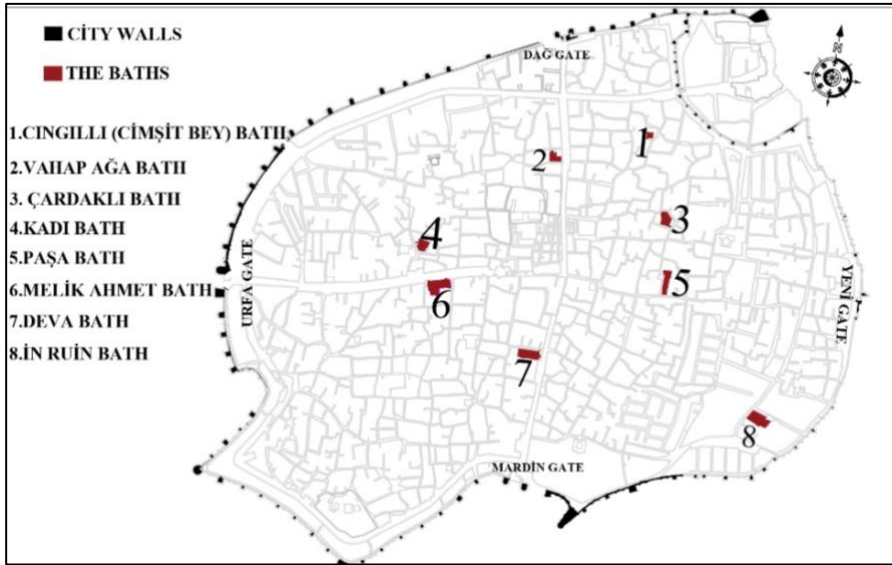 CİTY WALLS
THE BATHS
1.CINGILLI (CİMŞİT BEY) BATH
2.VAHAP AĞA BATH
3. ÇARDAKLI BATH
4.KADI BATH
5.PAŞA BATH
6.MELİK AHMET BATH
7.DEVA BATH
8.İN RUİN BATH
DAĞ GATE
N
1
2
3
4
URFA GATE
5
YENİ GATE
6
7
8
MARDİN GATE